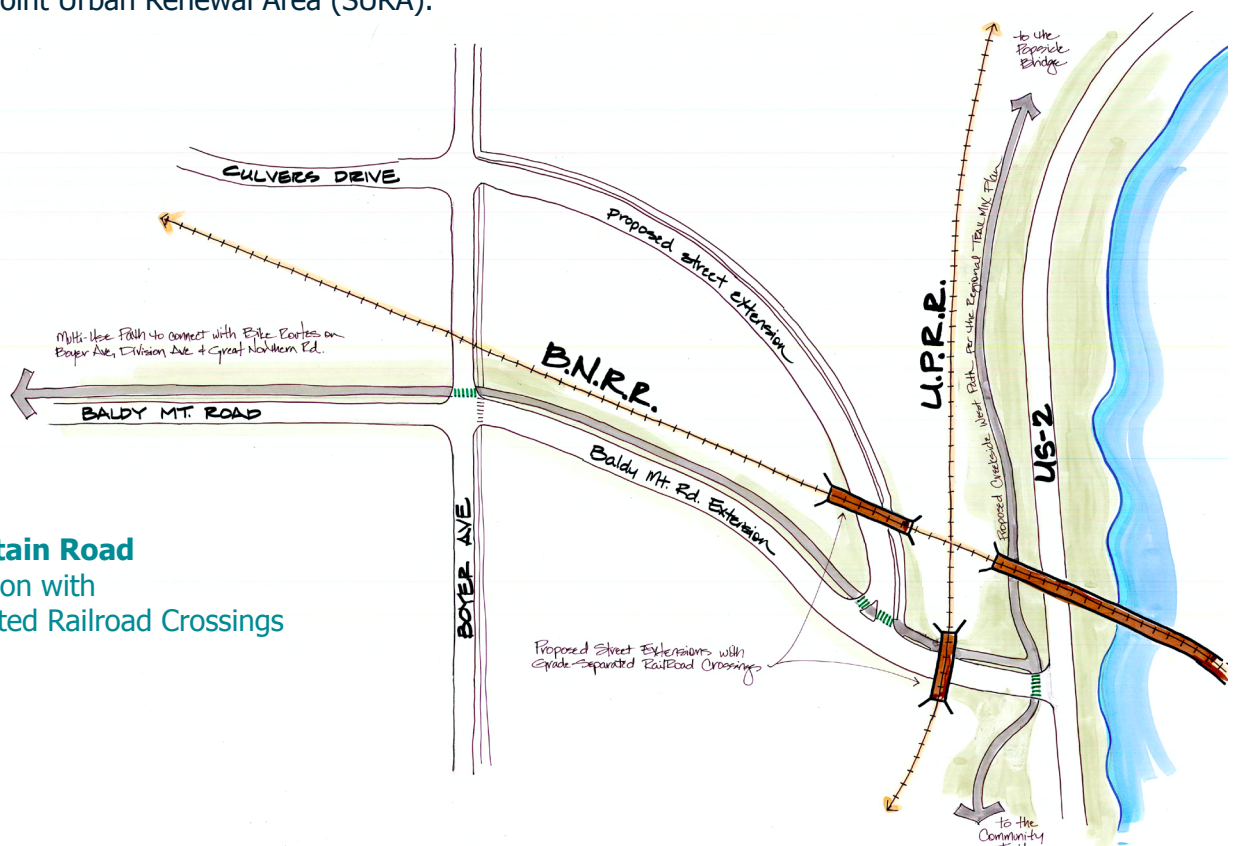 oint Urban Renewal Area (SURA).
to the
Popsicle
Bridge
CULVERS DRIVE
proposed street extension
Multi-Use Path to connect with Bike Routes on
Boyer Ave, Division Ave & Great Northern Rd.
B.N.R.R.
U.P.R.R.
Proposed Creekside West Path per the Regional Trail MIV Plan
US-2
BALDY MT. ROAD
Baldy Mt. Rd. Extension
BOYER AVE
tain Road
on with
ted Railroad Crossings
Proposed Street Extensions with
Grade-Separated RailRoad Crossings
to the
Community